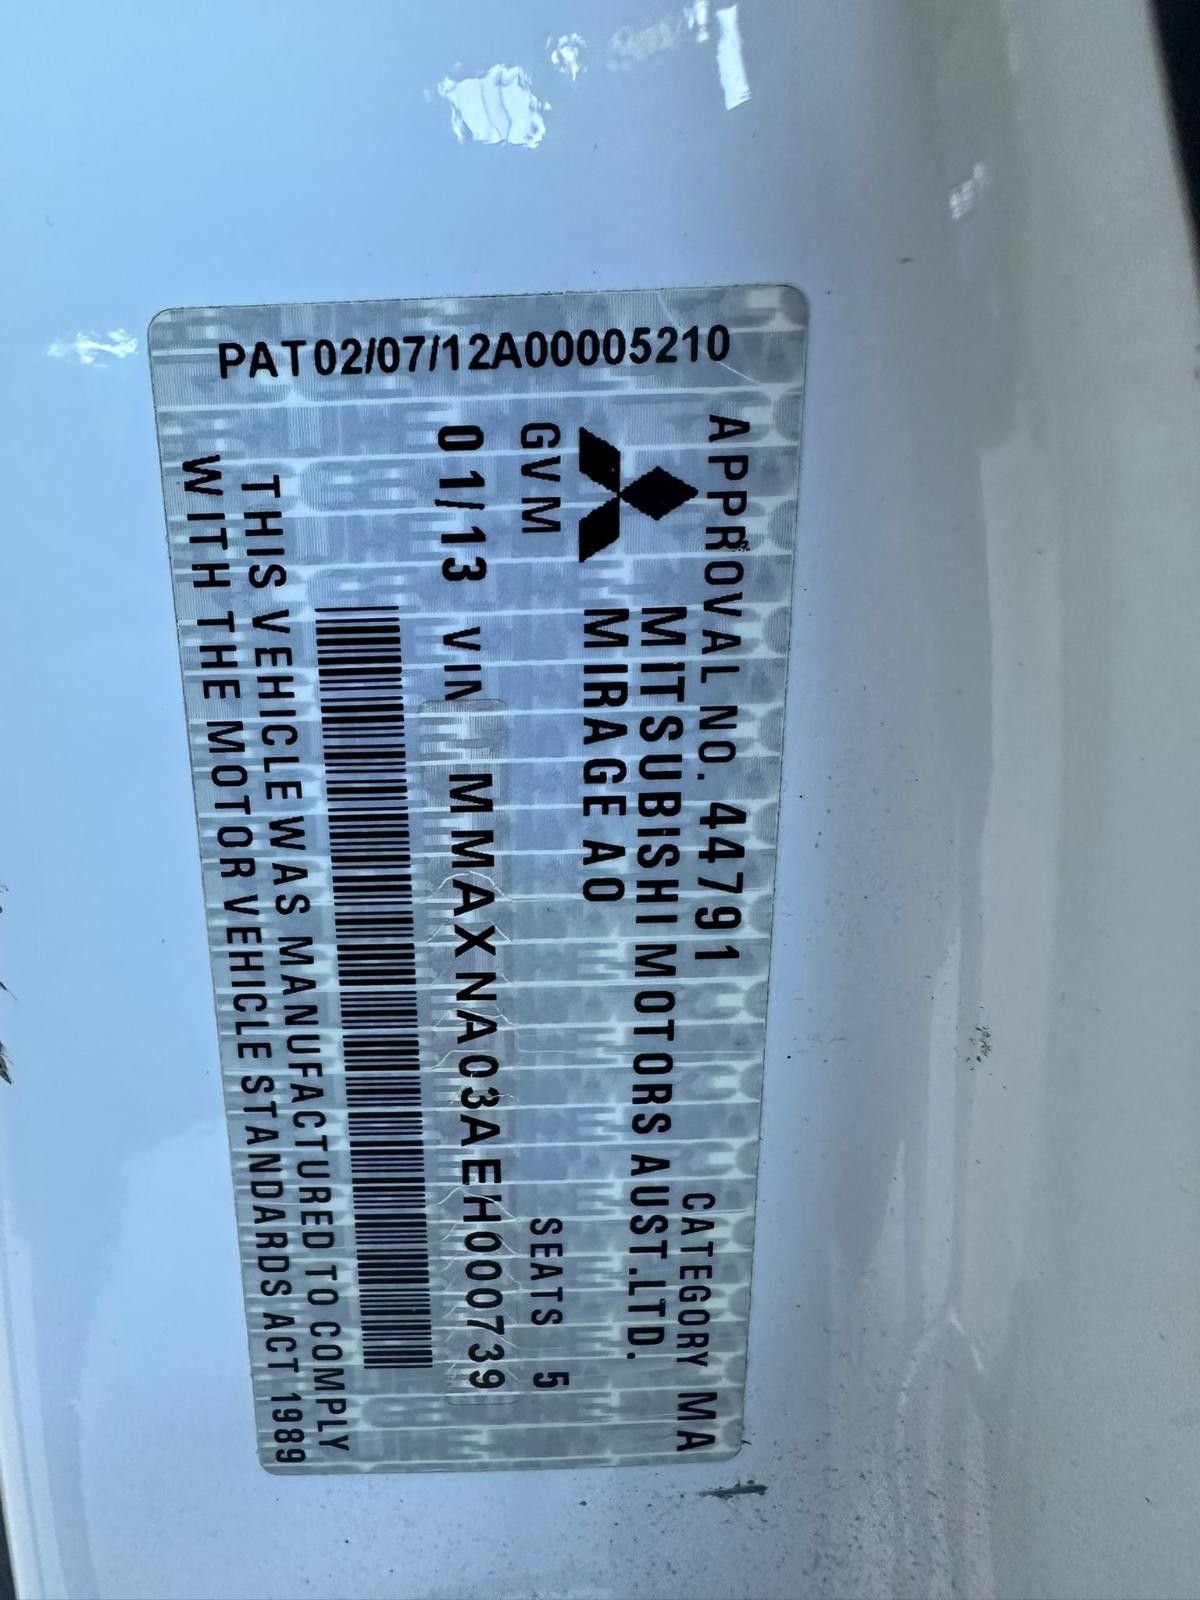 PAT02/07/12A00005210
APPROVAL NO. 44791 CATEGORY MA
MITSUBISHI MOTORS AUST.LTD.
MIRAGE AO
GVM SEATS 5
01/13 VIN MMAXNA03AEH000739
THIS VEHICLE WAS MANUFACTURED TO COMPLY
WITH THE MOTOR VEHICLE STANDARDS ACT 1989